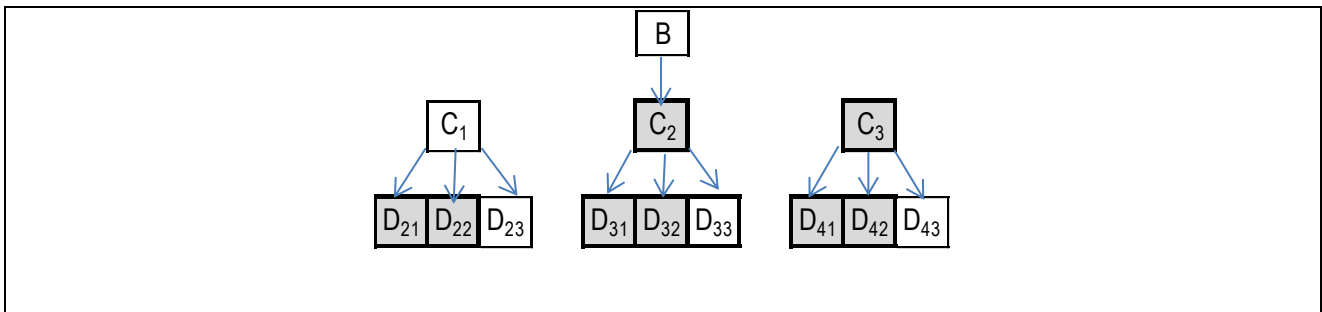 B
C₁ C₂ C₃
D₂₁ D₂₂ D₂₃ D₃₁ D₃₂ D₃₃ D₄₁ D₄₂ D₄₃